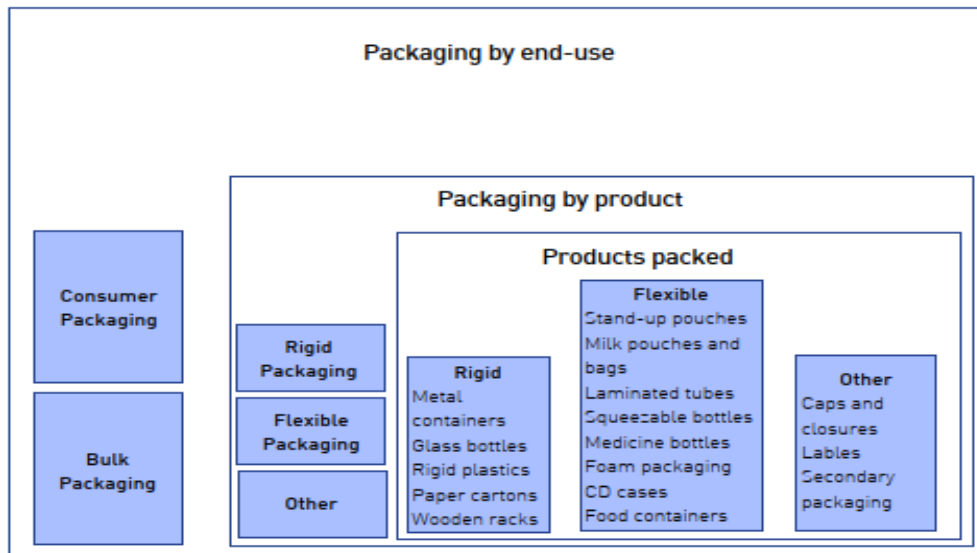 Packaging by end-use
Packaging by product
Products packed
Consumer
Packaging
Bulk
Packaging
Rigid
Packaging
Flexible
Packaging
Other
Rigid
Metal
containers
Glass bottles
Rigid plastics
Paper cartons
Wooden racks
Flexible
Stand-up pouches
Milk pouches and
bags
Laminated tubes
Squeezable bottles
Medicine bottles
Foam packaging
CD cases
Food containers
Other
Caps and
closures
Lables
Secondary
packaging